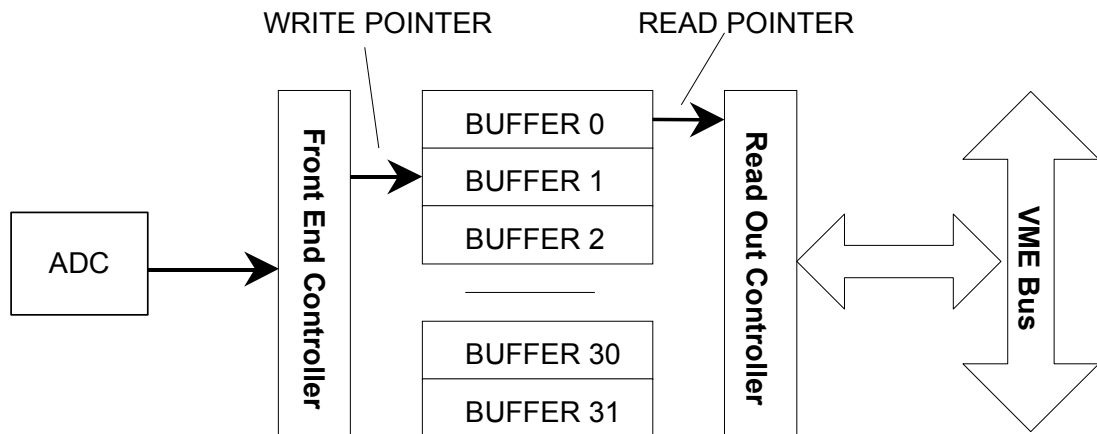 WRITE POINTER
READ POINTER
ADC
Front End Controller
BUFFER 0
BUFFER 1
BUFFER 2
BUFFER 30
BUFFER 31
Read Out Controller
VME Bus